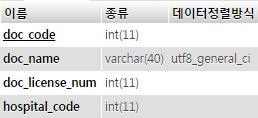 이름 종류 데이터정렬방식
doc_code int(11)
doc_name varchar(40) utf8_general_ci
doc_license_num int(11)
hospital_code int(11)